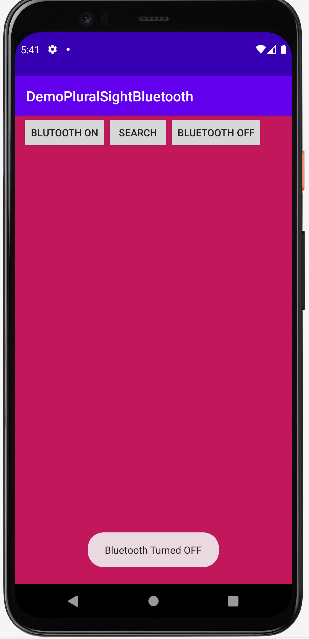 5:41
DemoPluralSightBluetooth
BLUTOOTH ON SEARCH BLUETOOTH OFF
Bluetooth Turned OFF